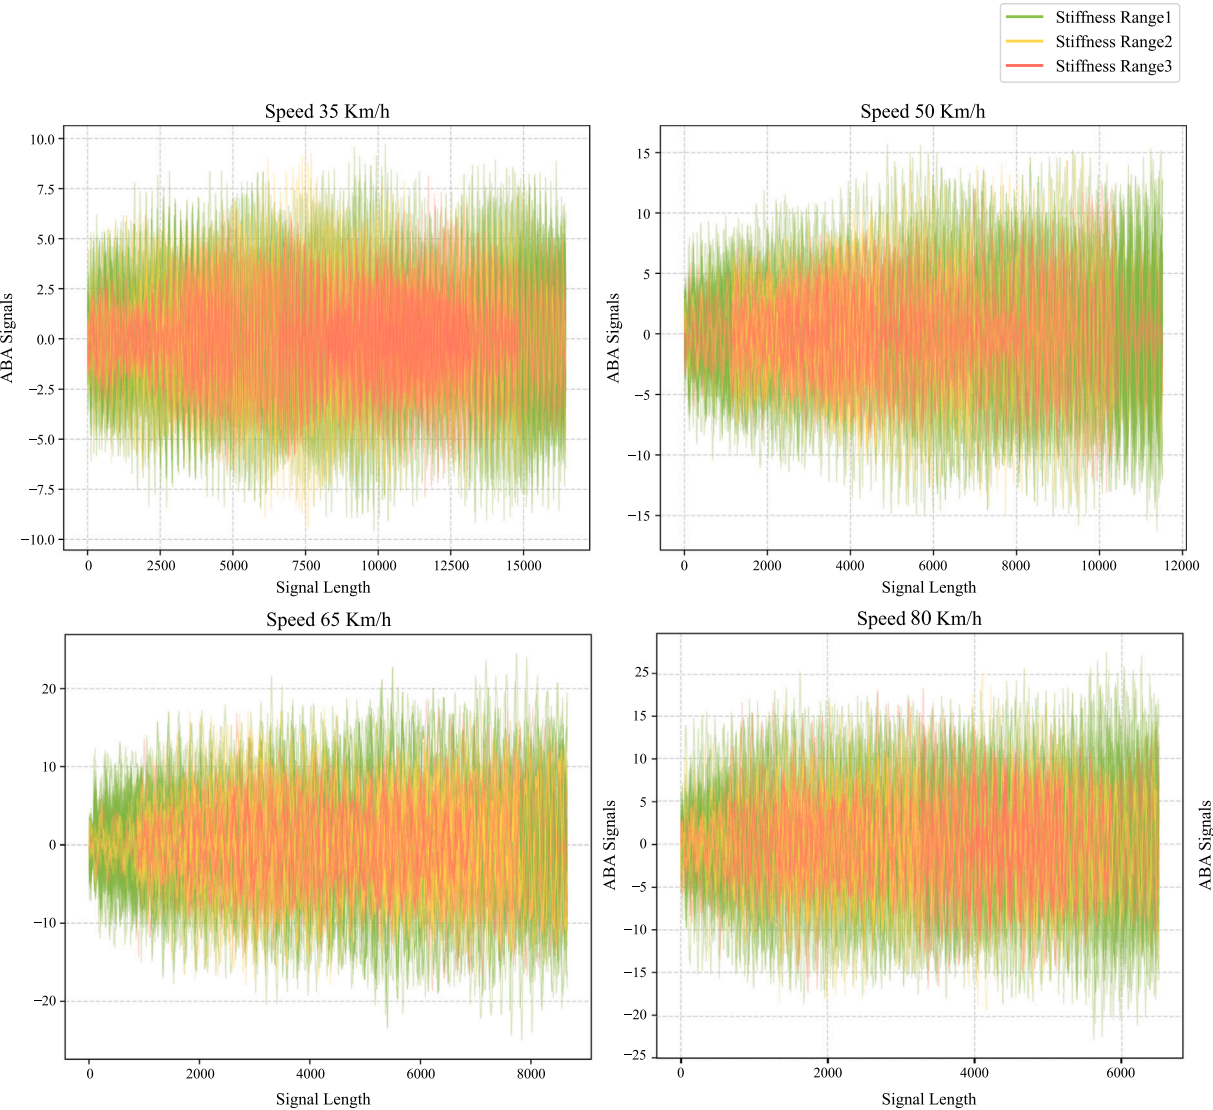 Stiffness Range1
Stiffness Range2
Stiffness Range3
Speed 35 Km/h
10.0
7.5
5.0
2.5
0.0
−2.5
−5.0
−7.5
−10.0
ABA Signals
0 2500 5000 7500 10000 12500 15000
Signal Length
Speed 50 Km/h
15
10
5
0
−5
−10
−15
ABA Signals
0 2000 4000 6000 8000 10000 12000
Signal Length
Speed 65 Km/h
20
10
0
−10
−20
0 2000 4000 6000 8000
Signal Length
Speed 80 Km/h
25
15
10
5
0
−5
−10
−15
−20
−25
ABA Signals
0 2000 4000 6000
Signal Length
ABA Signals